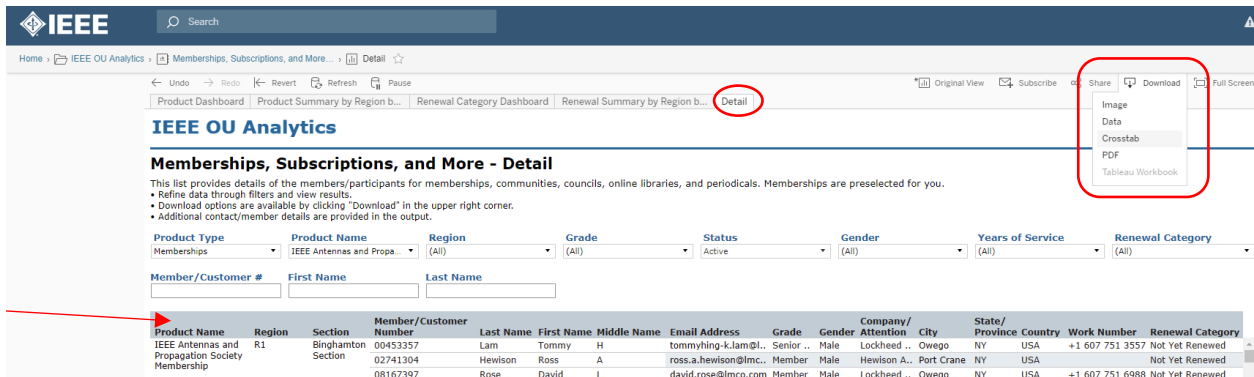 IEEE
Search
Home › IEEE OU Analytics › Memberships, Subscriptions, and More... › Detail
← Undo → Redo Revert Refresh Pause *Original View Subscribe Share Download Full Screen
Product Dashboard Product Summary by Region b... Renewal Category Dashboard Renewal Summary by Region b... Detail
Image
Data
Crosstab
PDF
Tableau Workbook
IEEE OU Analytics
Memberships, Subscriptions, and More - Detail
This list provides details of the members/participants for memberships, communities, councils, online libraries, and periodicals. Memberships are preselected for you.
• Refine data through filters and view results.
• Download options are available by clicking "Download" in the upper right corner.
• Additional contact/member details are provided in the output.
Product Type Product Name Region Grade Status Gender Years of Service Renewal Category
Memberships IEEE Antennas and Propa... (All) (All) Active (All) (All) (All)
Member/Customer # First Name Last Name
Member/Customer Company/ State/
Product Name Region Section Number Last Name First Name Middle Name Email Address Grade Gender Attention City Province Country Work Number Renewal Category
IEEE Antennas and R1 Binghamton 00453357 Lam Tommy H tommyhing-k.lam@l.. Senior .. Male Lockheed .. Owego NY USA +1 607 751 3557 Not Yet Renewed
Propagation Society Section 02741304 Hewison Ross A ross.a.hewison@lmc.. Member Male Hewison A.. Port Crane NY USA Not Yet Renewed
Membership
08167397 Rose David L david.rose@lmco.com Member Male Lockheed .. Owego NY USA +1 607 751 6988 Not Yet Renewed